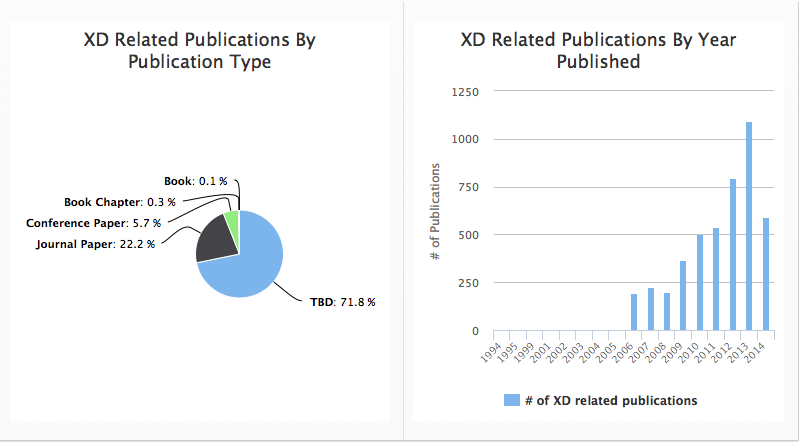 XD Related Publications By
Publication Type
Book: 0.1 %
Book Chapter: 0.3 %
Conference Paper: 5.7 %
Journal Paper: 22.2 %
TBD: 71.8 %
XD Related Publications By Year
Published
# of Publications
1250
1000
750
500
250
0
1994
1995
1999
2001
2002
2003
2004
2005
2006
2007
2008
2009
2010
2011
2012
2013
2014
# of XD related publications